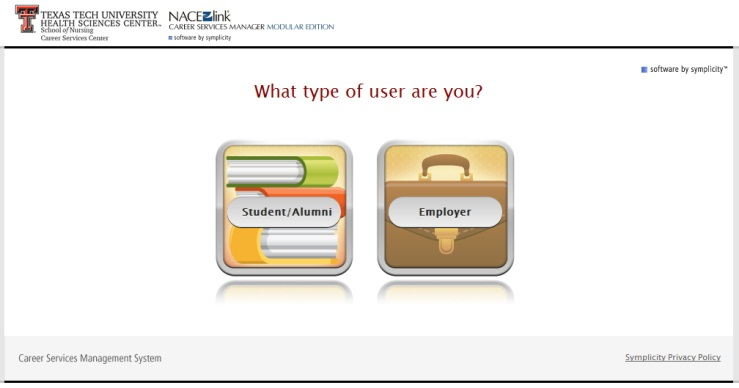 TEXAS TECH UNIVERSITY
HEALTH SCIENCES CENTER™
School of Nursing
Career Services Center
NACElink
CAREER SERVICES MANAGER MODULAR EDITION
software by symplicity
software by symplicity™
What type of user are you?
Student/Alumni
Employer
Career Services Management System
Symplicity Privacy Policy